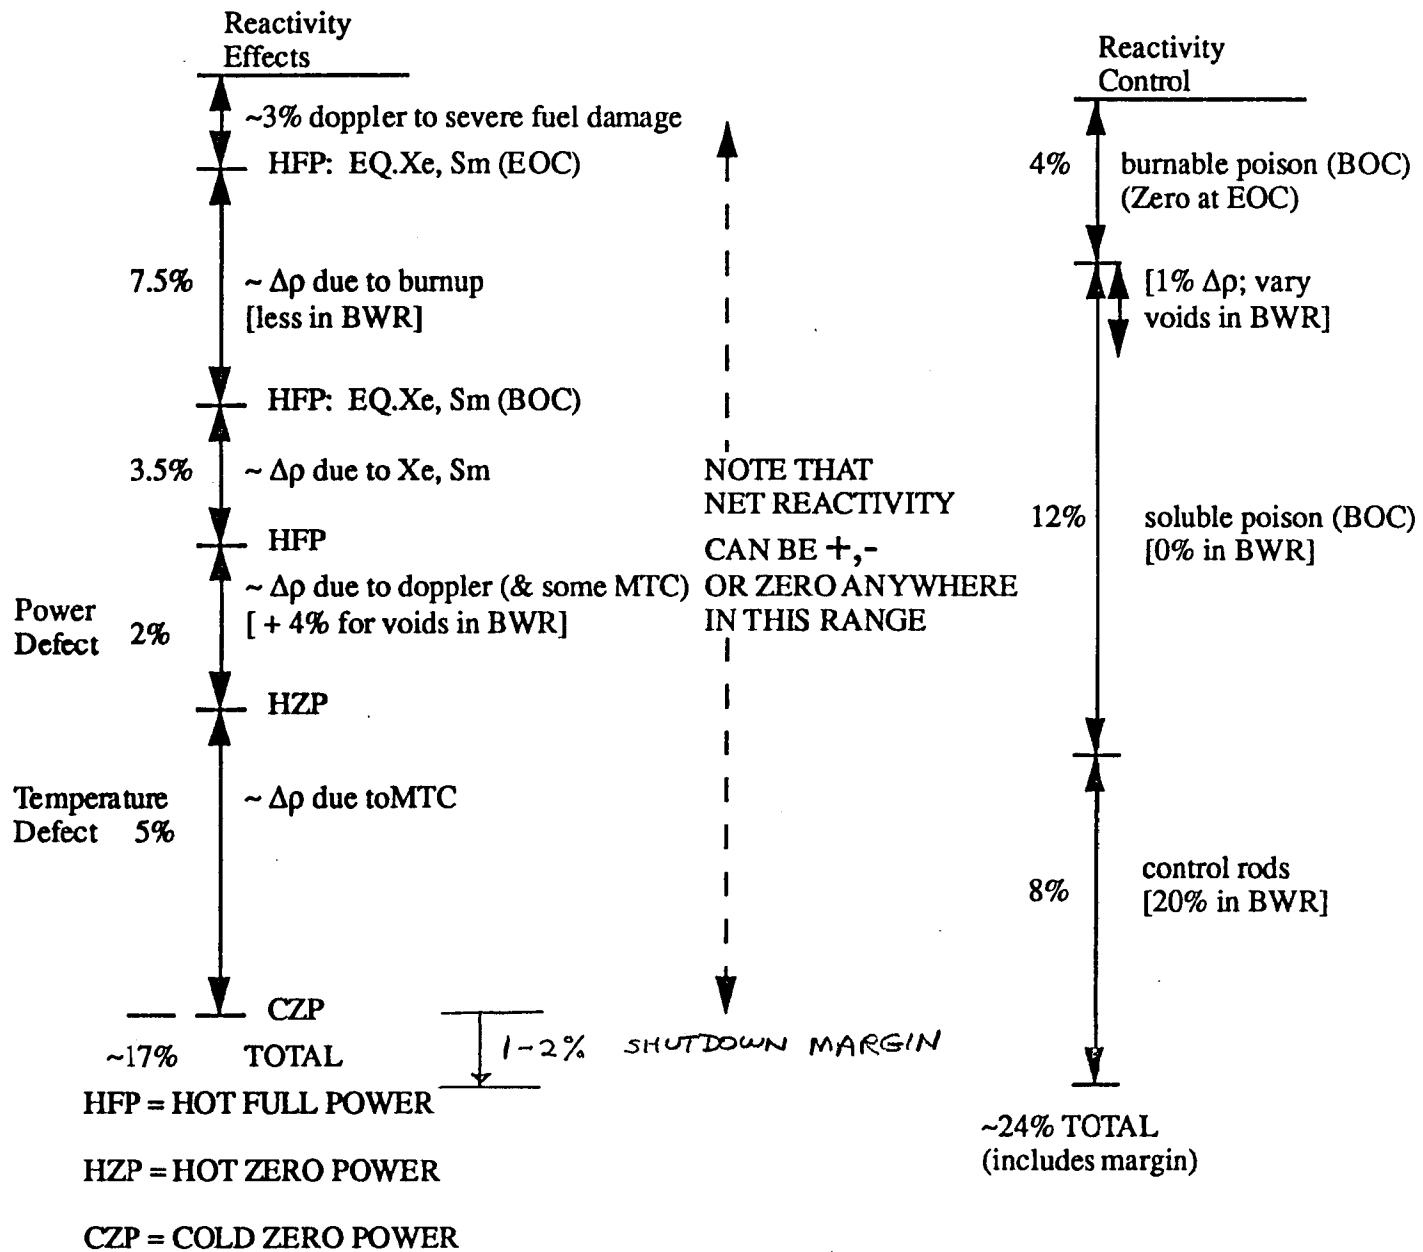 Reactivity
Effects
~3% doppler to severe fuel damage
HFP: EQ.Xe, Sm (EOC)
7.5%
~ Δρ due to burnup
[less in BWR]
HFP: EQ.Xe, Sm (BOC)
3.5%
~ Δρ due to Xe, Sm
HFP
Power
Defect 2%
~ Δρ due to doppler (& some MTC)
[ + 4% for voids in BWR]
HZP
Temperature
Defect 5%
~ Δρ due toMTC
CZP
~17% TOTAL
1-2% SHUTDOWN MARGIN
HFP = HOT FULL POWER
HZP = HOT ZERO POWER
CZP = COLD ZERO POWER
NOTE THAT
NET REACTIVITY
CAN BE +,-
OR ZERO ANYWHERE
IN THIS RANGE
Reactivity
Control
4%
burnable poison (BOC)
(Zero at EOC)
[1% Δρ; vary
voids in BWR]
12%
soluble poison (BOC)
[0% in BWR]
8%
control rods
[20% in BWR]
~24% TOTAL
(includes margin)